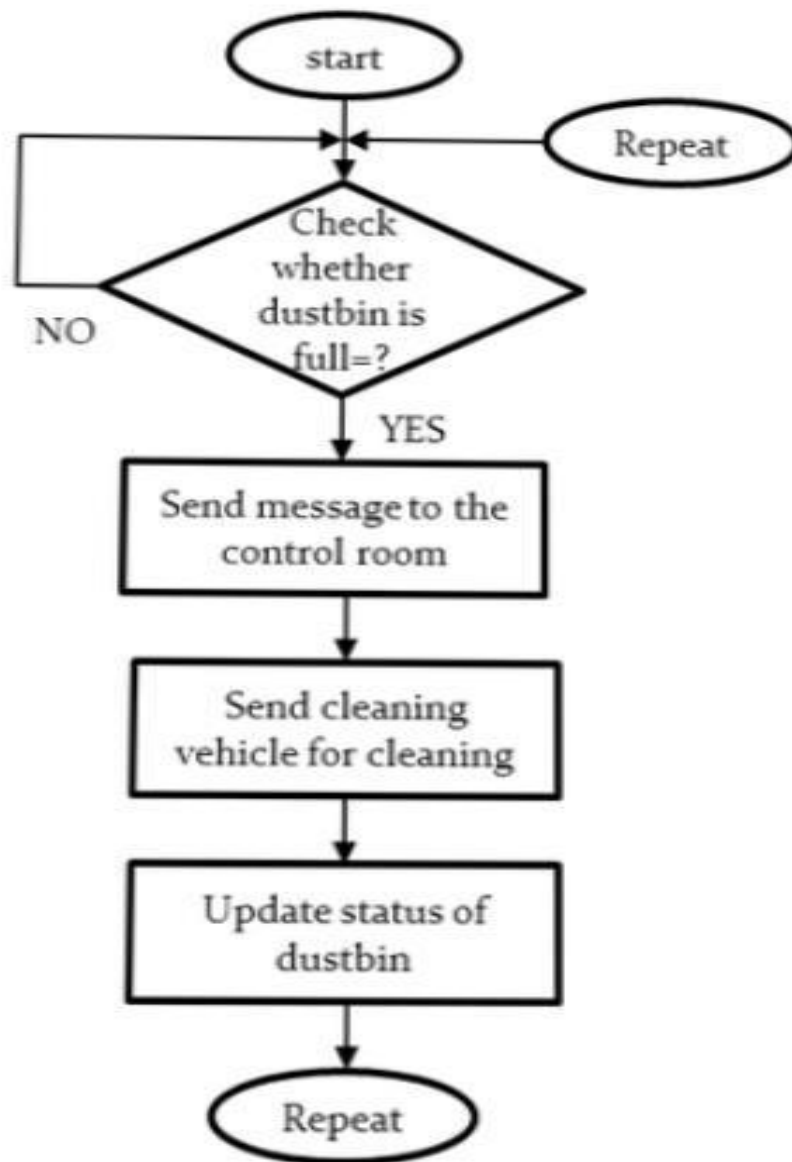 start
Repeat
Check
whether
dustbin is
full=?
NO
YES
Send message to the
control room
Send cleaning
vehicle for cleaning
Update status of
dustbin
Repeat